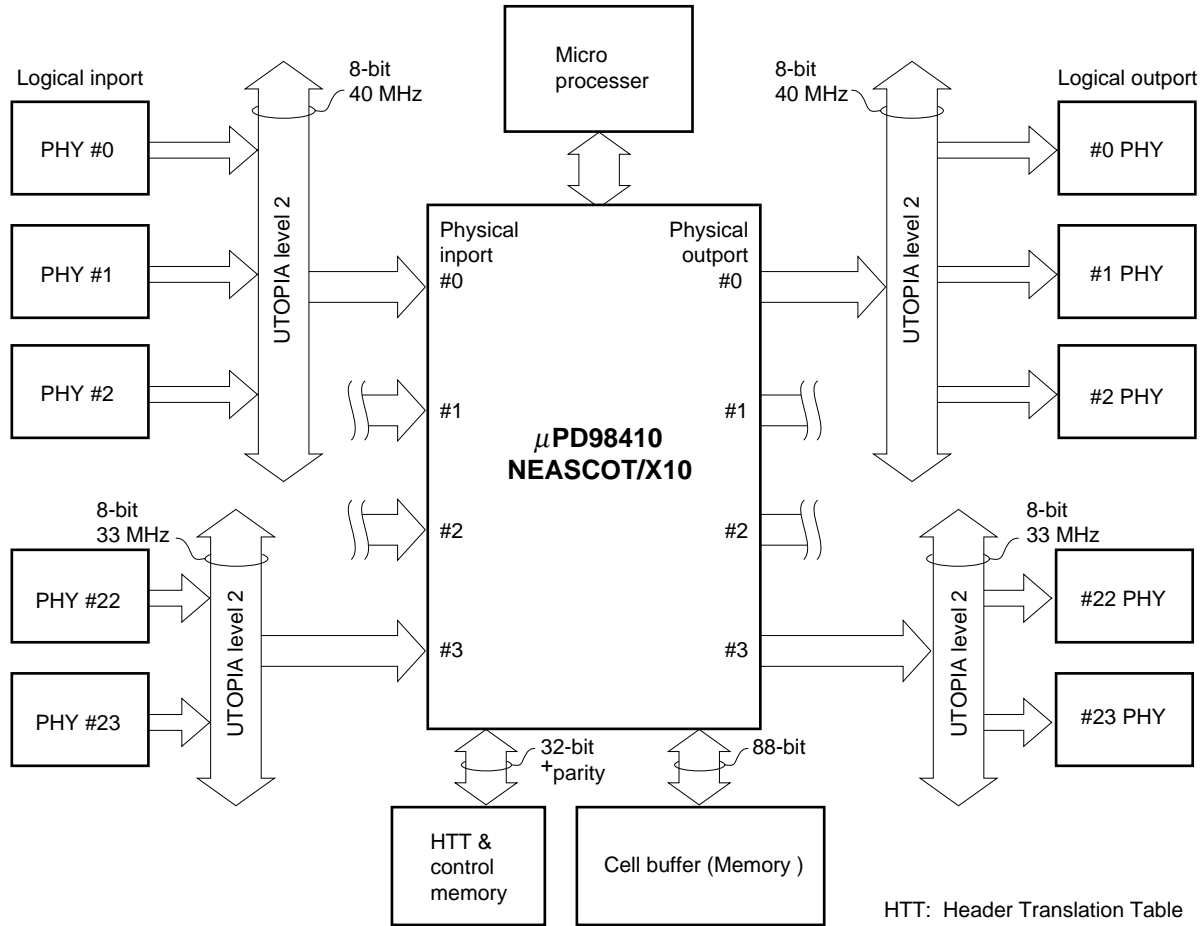 Logical inport
8-bit
40 MHz
Micro
processer
8-bit
40 MHz
Logical outport
PHY #0
PHY #1
PHY #2
UTOPIA level 2
Physical
inport
#0
Physical
outport
#0
UTOPIA level 2
#0 PHY
#1 PHY
#2 PHY
#1
#1
μPD98410
NEASCOT/X10
#2
#2
8-bit
33 MHz
8-bit
33 MHz
PHY #22
PHY #23
UTOPIA level 2
#3
#3
UTOPIA level 2
#22 PHY
#23 PHY
32-bit
+parity
88-bit
HTT &
control
memory
Cell buffer (Memory )
HTT: Header Translation Table